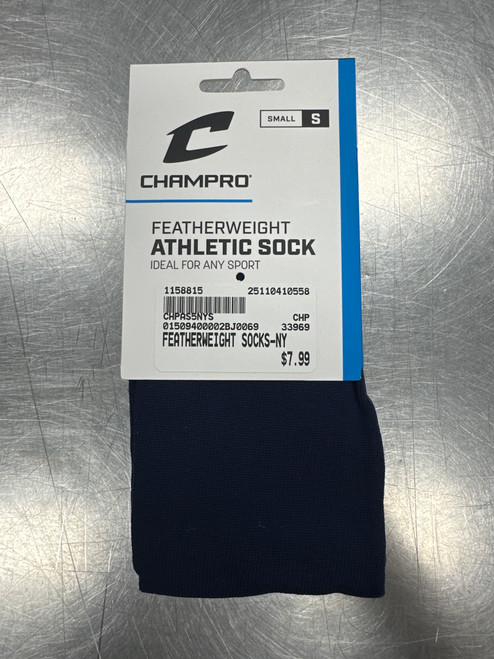 SMALL S
C
CHAMPRO®
FEATHERWEIGHT
ATHLETIC SOCK
IDEAL FOR ANY SPORT
1158815 25110410558
CHPAS5NYS CHP
01509400002BJ0069 33969
FEATHERWEIGHT SOCKS-NY
$7.99